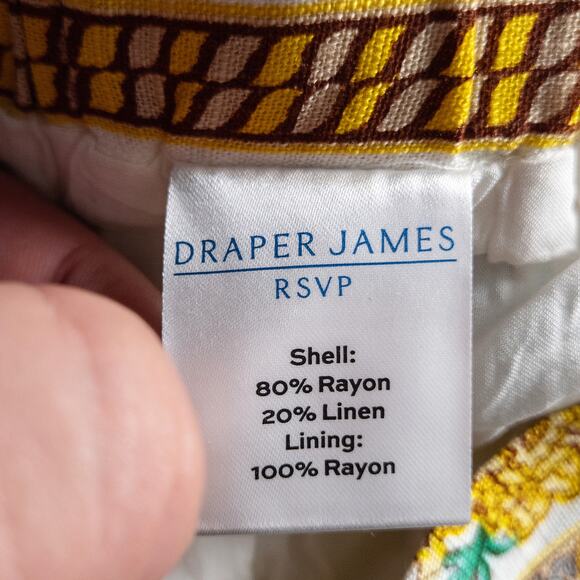 DRAPER JAMES
RSVP
Shell:
80% Rayon
20% Linen
Lining:
100% Rayon